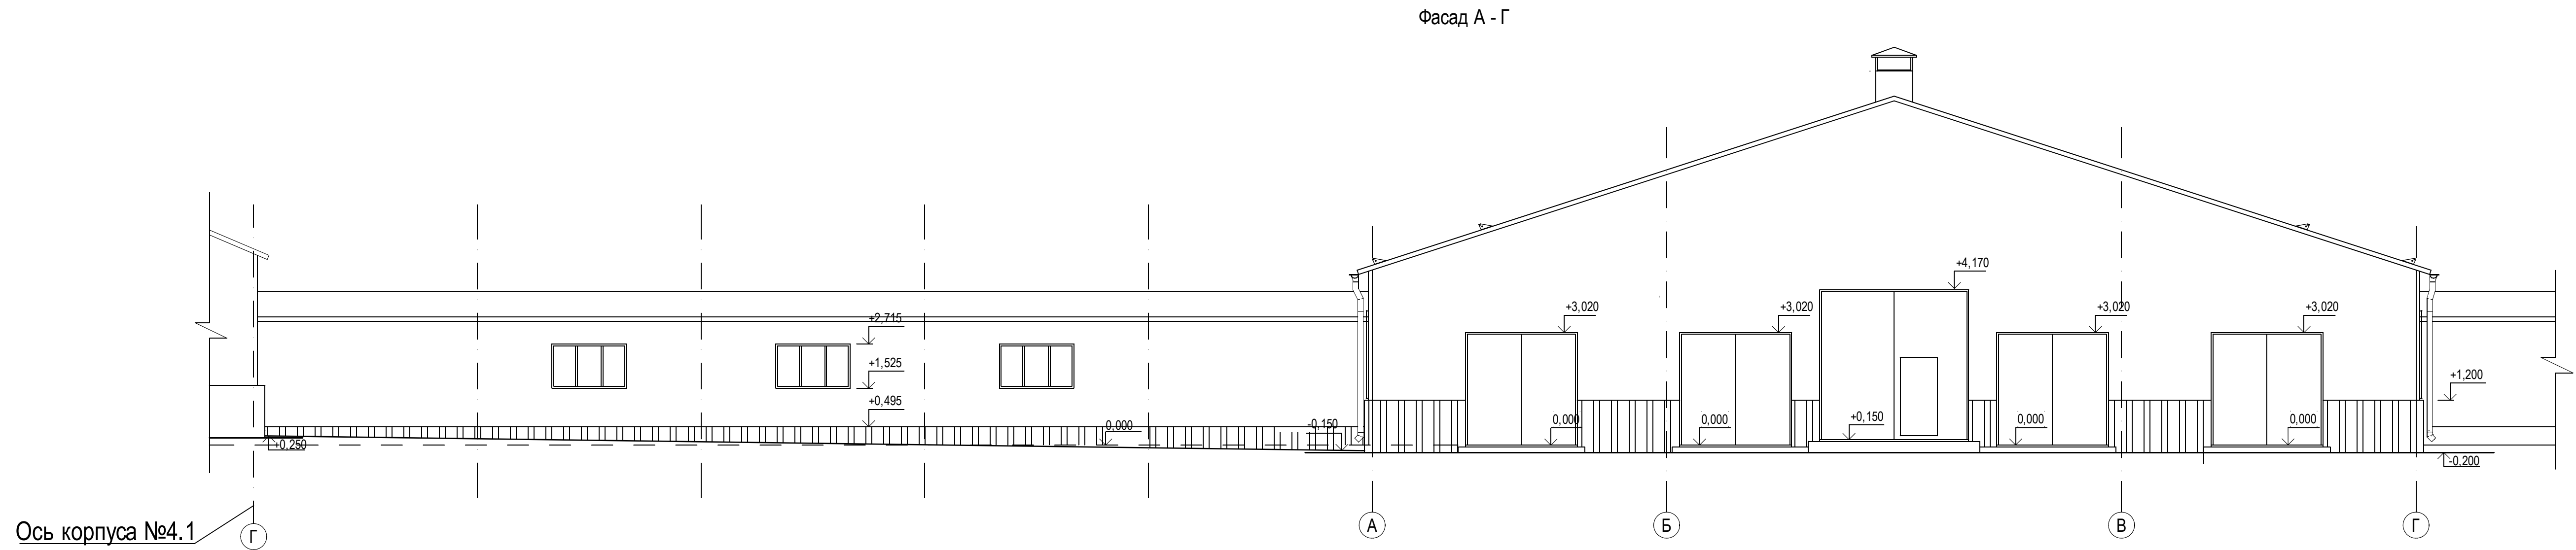 Фасад А - Г
+4,170
+3,020
+3,020
+3,020
+3,020
+2,715
+1,525
+1,200
+0,495
0,000
-0,150
0,000
0,000
+0,150
0,000
0,000
+0,250
-0,200
Ось корпуса №4.1
Г
А
Б
В
Г